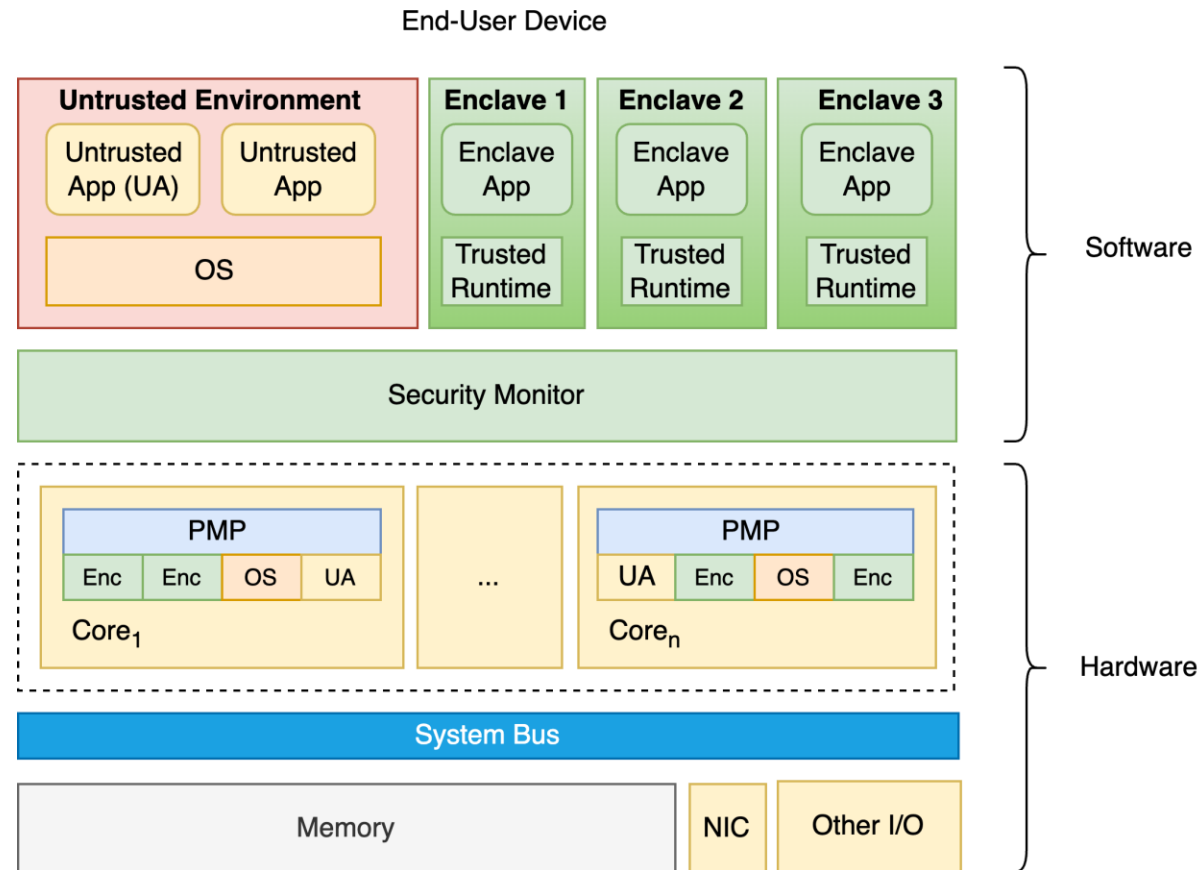 End-User Device
Untrusted Environment
Untrusted
App (UA)
Untrusted
App
OS
Enclave 1
Enclave
App
Trusted
Runtime
Enclave 2
Enclave
App
Trusted
Runtime
Enclave 3
Enclave
App
Trusted
Runtime
Software
Security Monitor
PMP
Enc Enc OS UA
Core1
...
PMP
UA Enc OS Enc
Coren
Hardware
System Bus
Memory
NIC
Other I/O